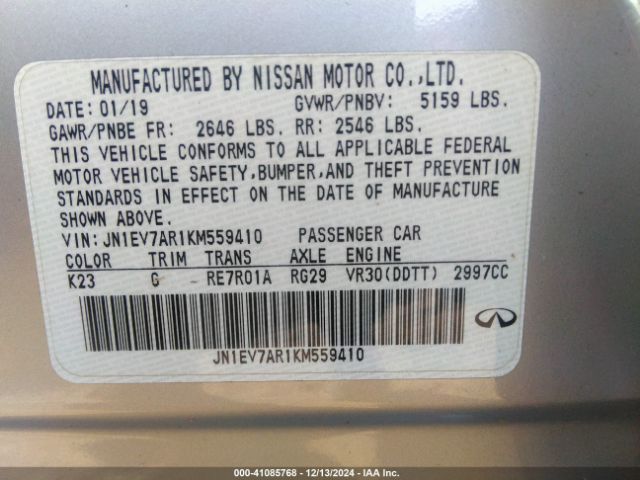 MANUFACTURED BY NISSAN MOTOR CO.,LTD.
DATE: 01/19 GVWR/PNBV: 5159 LBS.
GAWR/PNBE FR: 2646 LBS. RR: 2546 LBS.
THIS VEHICLE CONFORMS TO ALL APPLICABLE FEDERAL
MOTOR VEHICLE SAFETY,BUMPER,AND THEFT PREVENTION
STANDARDS IN EFFECT ON THE DATE OF MANUFACTURE
SHOWN ABOVE.
VIN:JN1EV7AR1KM559410 PASSENGER CAR
COLOR TRIM TRANS AXLE ENGINE
K23 G RE7R01A RG29 VR30(DDTT) 2997CC
JN1EV7AR1KM559410
INFINITI
000-41085768 - 12/13/2024 - IAA Inc.